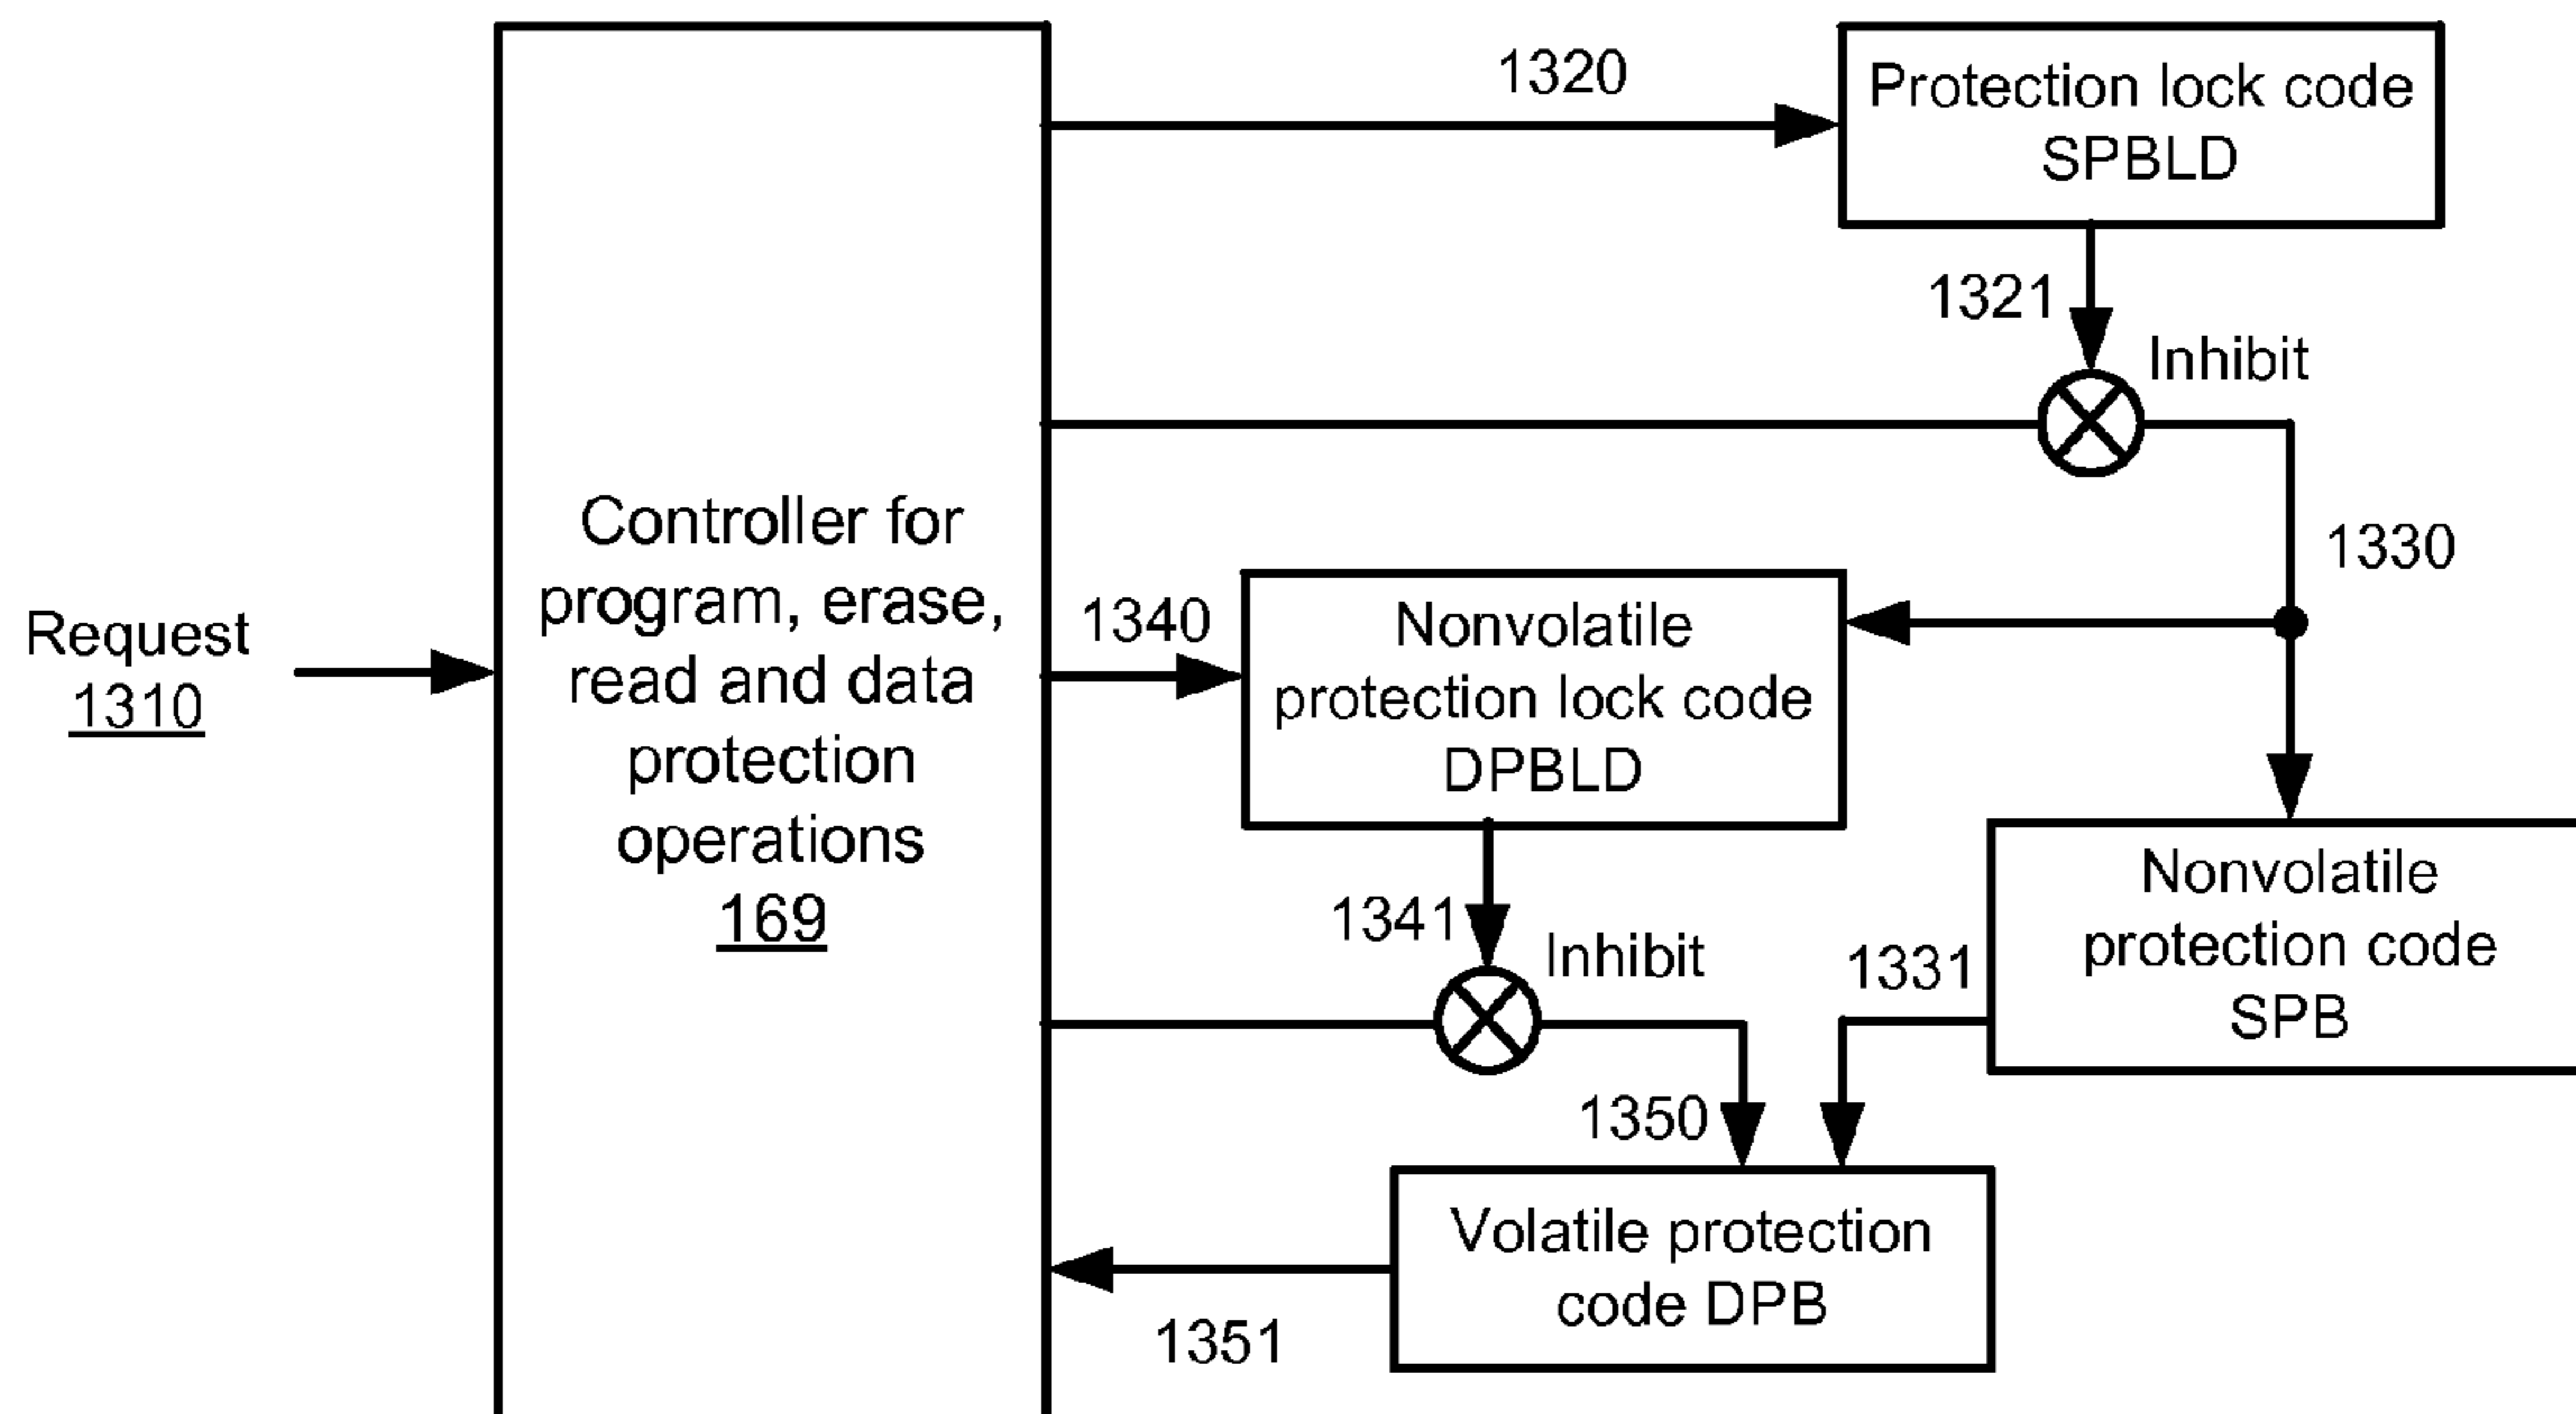 Request
1310
Controller for
program, erase,
read and data
protection
operations
169
1320
Protection lock code
SPBLD
1321
Inhibit
1330
1340
Nonvolatile
protection lock code
DPBLD
1341
Inhibit
1331
Nonvolatile
protection code
SPB
1350
Volatile protection
code DPB
1351